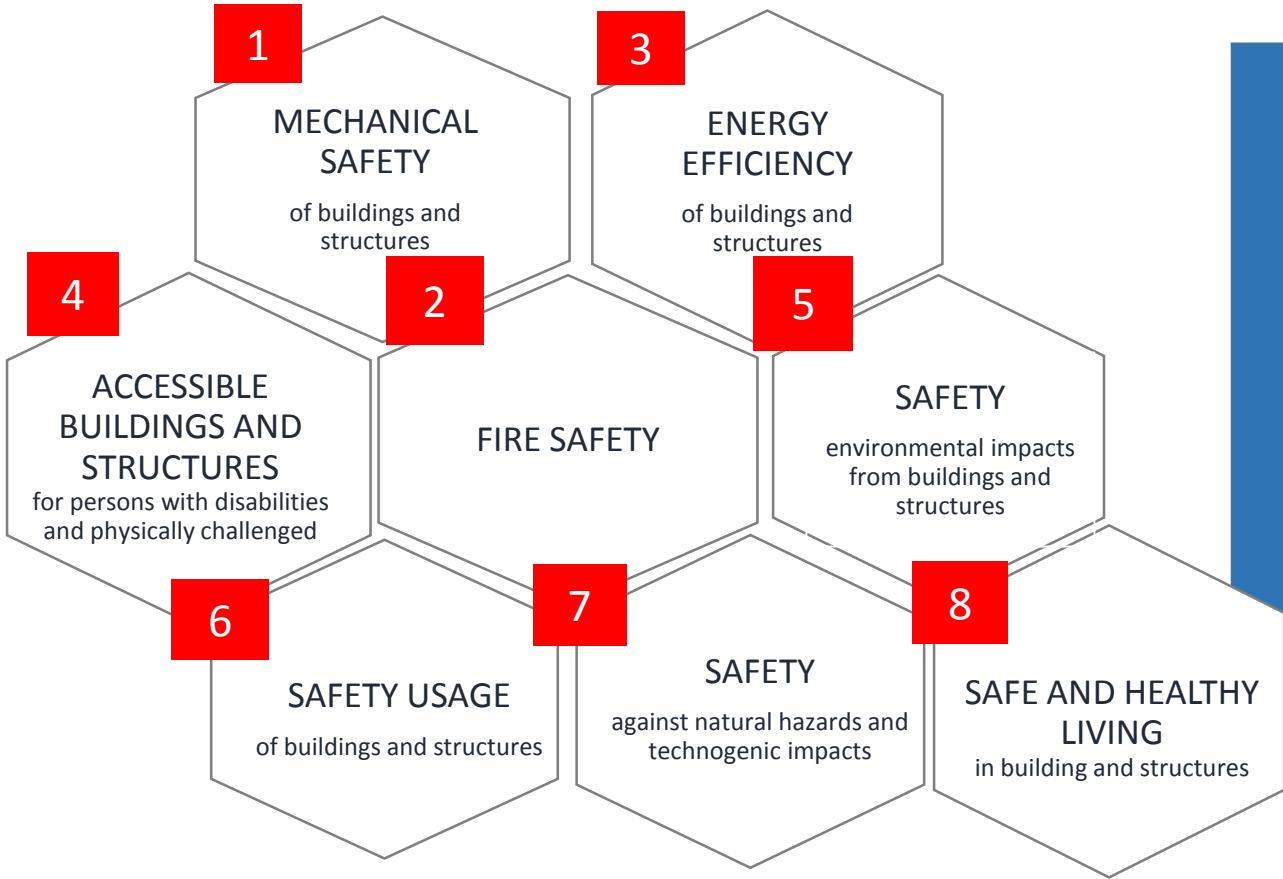 1
MECHANICAL
SAFETY
of buildings and
structures
3
ENERGY
EFFICIENCY
of buildings and
structures
4
ACCESSIBLE
BUILDINGS AND
STRUCTURES
for persons with disabilities
and physically challenged
2
FIRE SAFETY
5
SAFETY
environmental impacts
from buildings and
structures
6
SAFETY USAGE
of buildings and structures
7
SAFETY
against natural hazards and
technogenic impacts
8
SAFE AND HEALTHY
LIVING
in building and structures